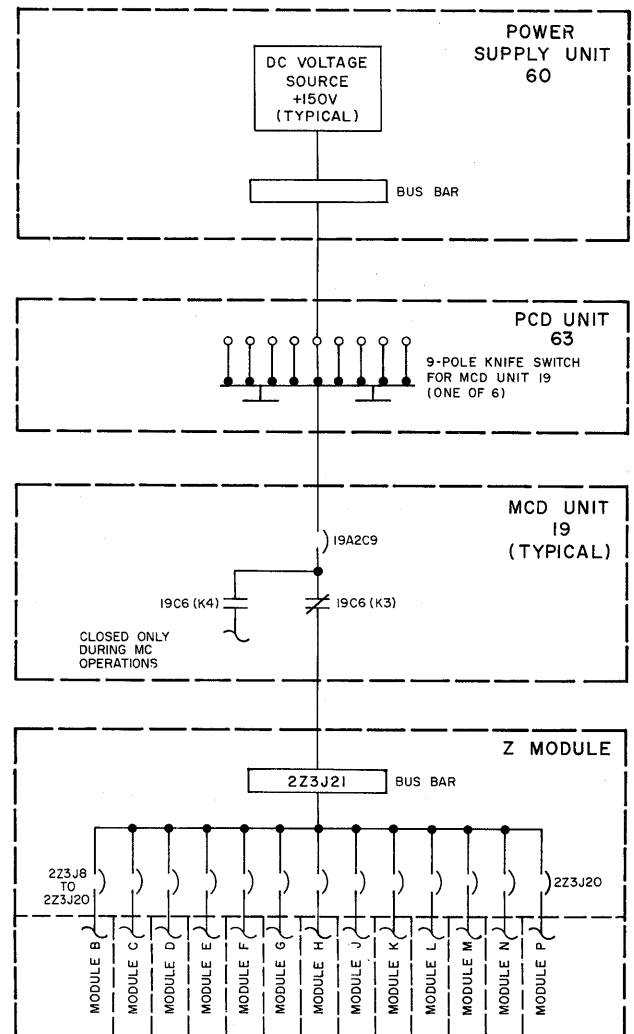 POWER
SUPPLY UNIT
60
DC VOLTAGE
SOURCE
+150V
(TYPICAL)
BUS BAR
PCD UNIT
63
9-POLE KNIFE SWITCH
FOR MCD UNIT 19
(ONE OF 6)
MCD UNIT
19
(TYPICAL)
19A2C9
19C6 (K4)
19C6 (K3)
CLOSED ONLY
DURING MC
OPERATIONS
Z MODULE
2Z3J21
BUS BAR
2Z3J8
TO
2Z3J20
2Z3J20
MODULE B
MODULE C
MODULE D
MODULE E
MODULE F
MODULE G
MODULE H
MODULE J
MODULE K
MODULE L
MODULE M
MODULE N
MODULE P